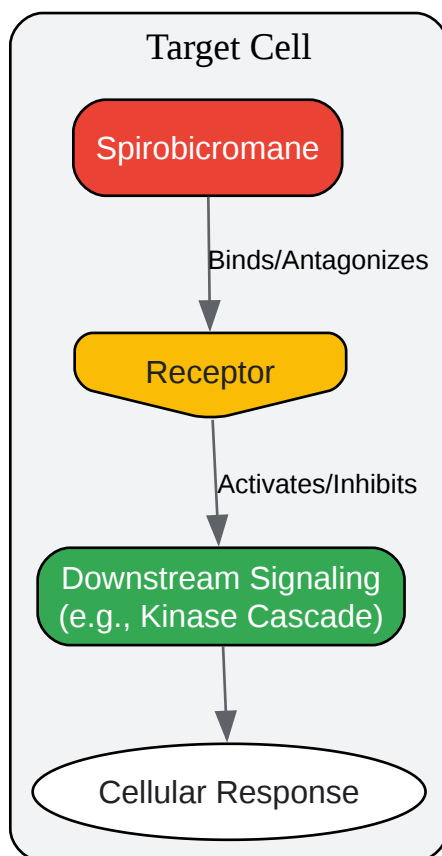 Target Cell
Spirobicromane
Binds/Antagonizes
Receptor
Activates/Inhibits
Downstream Signaling
(e.g., Kinase Cascade)
Cellular Response